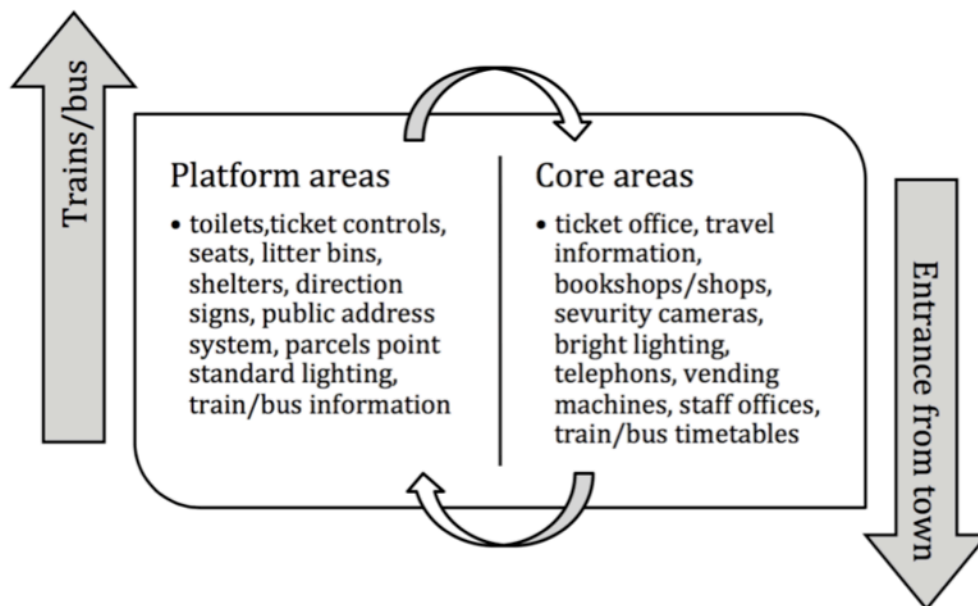 Trains/bus
Platform areas
• toilets,ticket controls,
seats, litter bins,
shelters, direction
signs, public address
system, parcels point
standard lighting,
train/bus information
Core areas
• ticket office, travel
information,
bookshops/shops,
sevurity cameras,
bright lighting,
telephons, vending
machines, staff offices,
train/bus timetables
Entrance from town